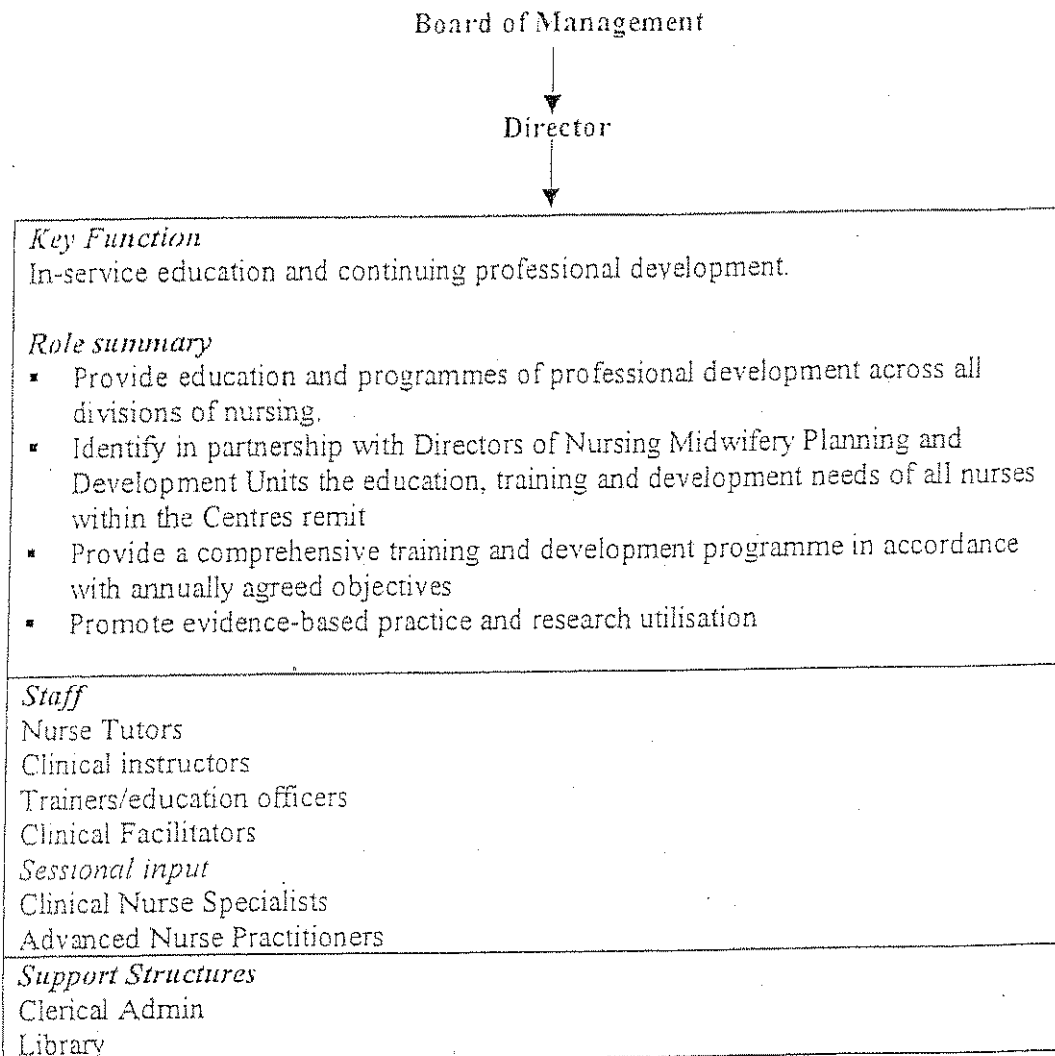 Board of Management
Director
Key Function
In-service education and continuing professional development.
Role summary
▪ Provide education and programmes of professional development across all
divisions of nursing.
▪ Identify in partnership with Directors of Nursing Midwifery Planning and
Development Units the education, training and development needs of all nurses
within the Centres remit
▪ Provide a comprehensive training and development programme in accordance
with annually agreed objectives
▪ Promote evidence-based practice and research utilisation
Staff
Nurse Tutors
Clinical instructors
Trainers/education officers
Clinical Facilitators
Sessional input
Clinical Nurse Specialists
Advanced Nurse Practitioners
Support Structures
Clerical Admin
Library